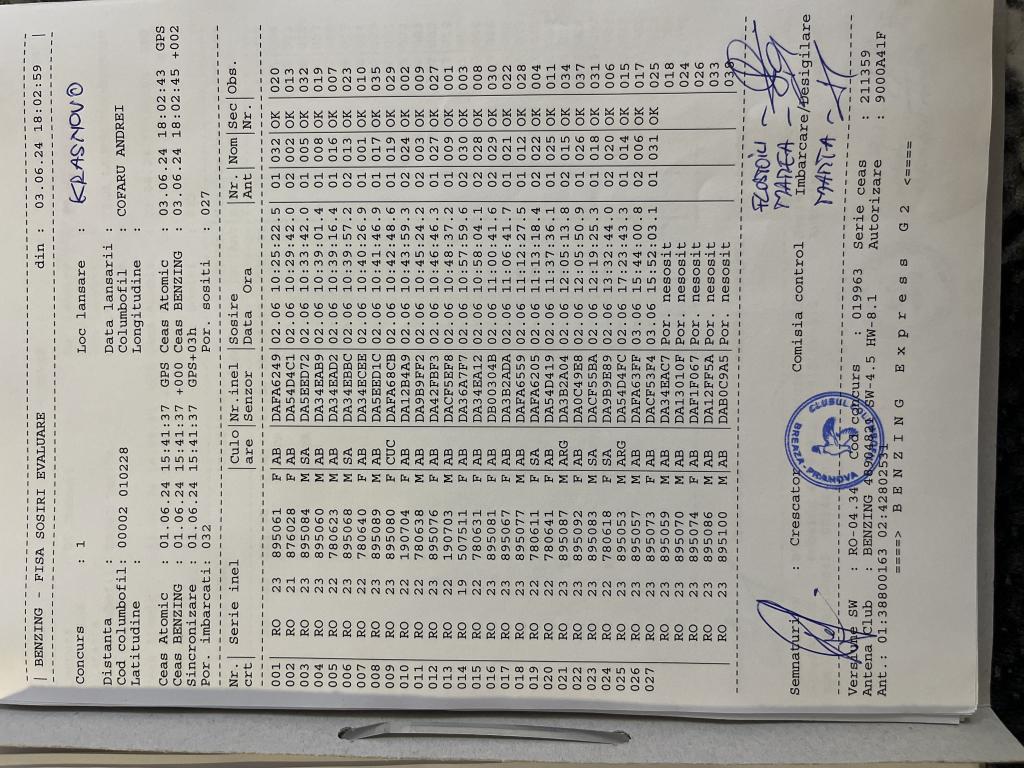 | BENZING - FISA SOSIRI EVALUARE din : 03.06.24 18:02:59 |
Concurs : 1 Loc lansare : KRASNOVO
Distanta : Data lansarii :
Cod columbofil: 00002 010228 Columbofil : COFARU ANDREI
Latitudine : Longitudine :
Ceas Atomic : 01.06.24 15:41:37 GPS Ceas Atomic : 03.06.24 18:02:43 GPS
Ceas BENZING : 01.06.24 15:41:37 +000 Ceas BENZING : 03.06.24 18:02:45 +002
Sincronizare : 01.06.24 15:41:37 GPS+03h
Por. imbarcati: 032 Por. sositi : 027
Nr. | Serie inel |Culo |Nr.inel |Sosire |Nr |Nom |Sec |Obs.
crt| | are |Senzor |Data Ora |Ant | |Nr. |
001 RO 23 895061 F AB DAFA6249 02.06 10:25:22.5 01 032 OK 020
002 RO 21 876028 F AB DA54D4C1 02.06 10:29:42.0 02 002 OK 013
003 RO 23 895084 M SA DA5EED72 02.06 10:33:42.0 01 005 OK 032
004 RO 23 895060 M AB DA34EAB9 02.06 10:39:01.4 01 008 OK 019
005 RO 22 780623 M AB DA34EAD2 02.06 10:39:16.4 01 016 OK 007
006 RO 23 895068 M SA DA34EBBC 02.06 10:39:57.2 02 013 OK 023
007 RO 22 780640 F AB DA34ECEE 02.06 10:40:26.9 01 001 OK 010
008 RO 23 895089 M AB DA5EED1C 02.06 10:41:46.9 01 017 OK 035
009 RO 23 895080 F CUC DAFA68CB 02.06 10:42:48.6 01 019 OK 029
010 RO 22 190704 F AB DA12B4A9 02.06 10:43:59.3 02 024 OK 002
011 RO 22 780638 M AB DA9B9FF2 02.06 10:45:24.2 02 003 OK 009
012 RO 23 895076 F AB DA42FBF3 02.06 10:46:46.3 01 027 OK 027
013 RO 22 190703 M AB DACF5EF8 02.06 10:48:37.2 01 009 OK 001
014 RO 19 507511 F AB DA36A7F7 02.06 10:57:59.6 02 030 OK 003
015 RO 22 780631 F AB DA34EA12 02.06 10:58:04.1 02 028 OK 008
016 RO 23 895081 F AB DB00304B 02.06 11:00:41.6 02 029 OK 030
017 RO 23 895067 F AB DA3B2ADA 02.06 11:06:41.7 01 021 OK 022
018 RO 23 895077 M AB DAFA6559 02.06 11:12:27.5 01 012 OK 028
019 RO 22 780611 F SA DAFA6205 02.06 11:13:18.4 02 022 OK 004
020 RO 22 780641 F AB DA54D419 02.06 11:37:36.1 01 025 OK 011
021 RO 23 895087 M ARG DA3B2A04 02.06 12:05:13.8 02 015 OK 034
022 RO 23 895092 F AB DA0C49E8 02.06 12:05:50.9 01 026 OK 037
023 RO 23 895083 M SA DACF55BA 02.06 12:19:25.3 01 018 OK 031
024 RO 22 780618 F SA DA9B9E89 02.06 13:32:44.0 02 020 OK 006
025 RO 23 895053 M ARG DA54D4FC 02.06 17:23:43.3 01 014 OK 015
026 RO 22 895057 M AB DAFA63FF 03.06 15:44:00.8 02 006 OK 017
027 RO 23 895073 F AB DACF53F4 03.06 15:52:03.1 01 031 OK 025
RO 23 895059 M AB DA34EAC7 Por. nesosit 018
RO 23 895070 M AB DA13010F Por. nesosit 024
RO 23 895074 F AB DAF1F067 Por. nesosit 026
RO 23 895086 M AB DA12FF5A Por. nesosit 033
RO 23 895100 M AB DAB0C9A5 Por. nesosit 038
MAREA
Semnaturi : Crescator Comisia control Imbarcare/Desigilare
MANTA
CLUBUL
BREAZA-PRAHOVA
Versiune SW : RO-04.34 Cod concurs : 019963 Serie ceas : 211359
Antena Club : BENZING SW-4.5 HW-8.1 Autorizare : 9000A41F
Ant.: 01:38800163 02:42802531
====> B E N Z I N G E x p r e s s G 2 <====